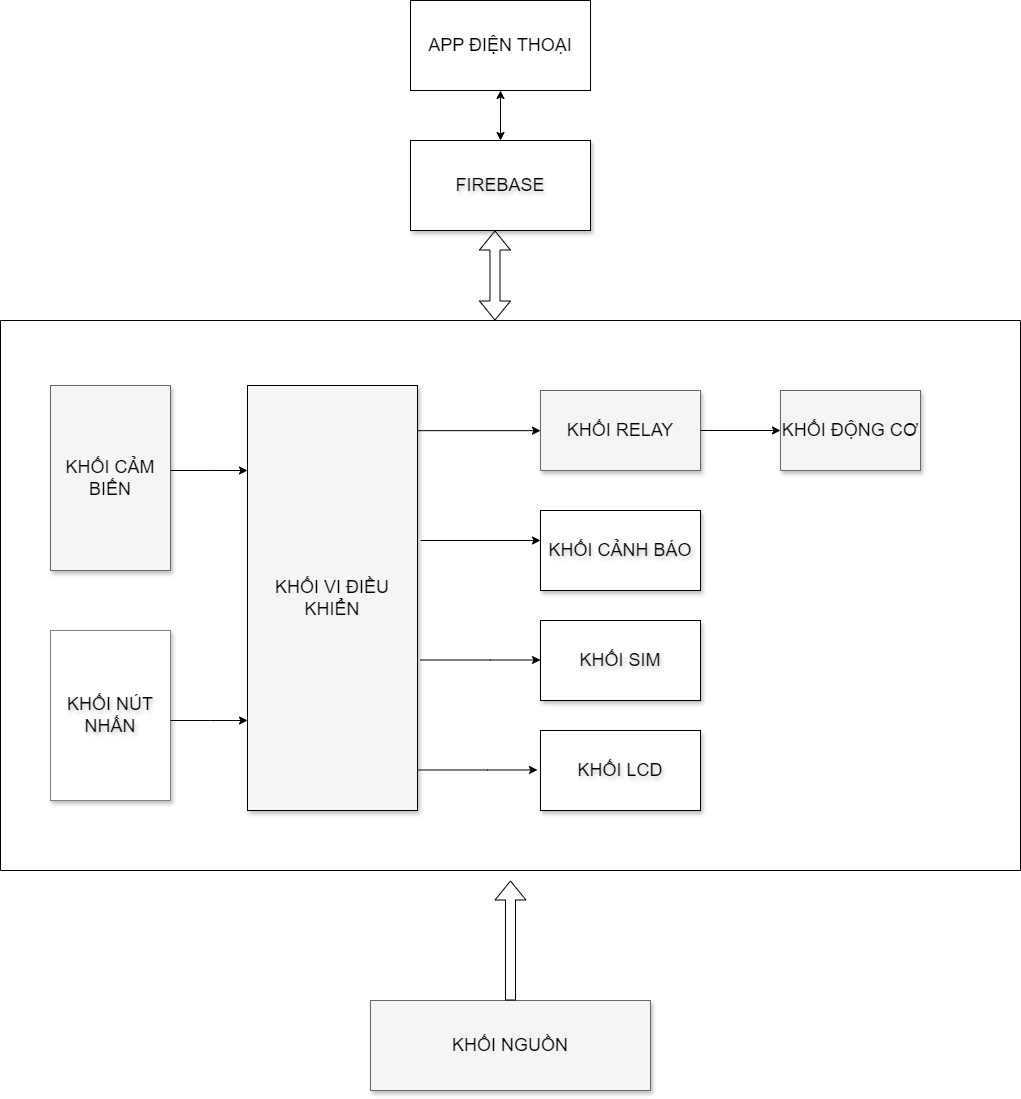 APP ĐIỆN THOẠI
FIREBASE
KHỐI CẢM
BIẾN
KHỐI NÚT
NHẤN
KHỐI VI ĐIỀU
KHIỂN
KHỐI RELAY
KHỐI ĐỘNG CƠ
KHỐI CẢNH BÁO
KHỐI SIM
KHỐI LCD
KHỐI NGUỒN